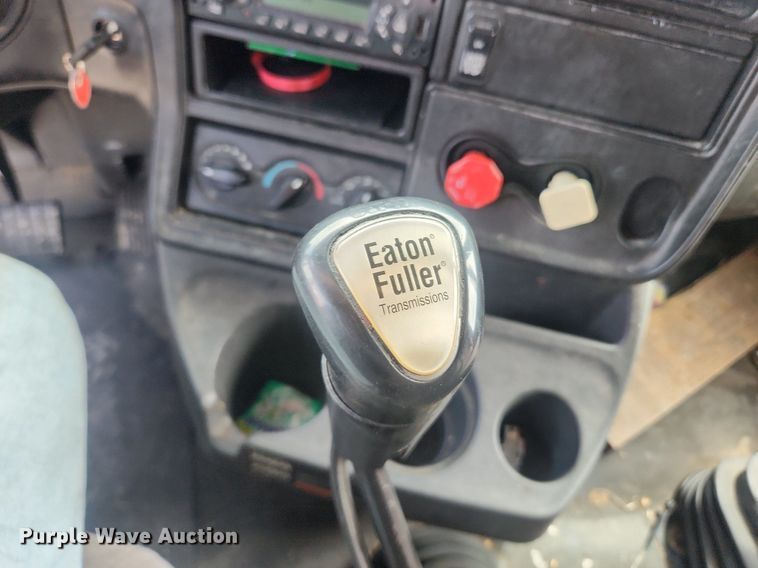 Eaton®
Fuller®
Transmissions
Purple Wave Auction